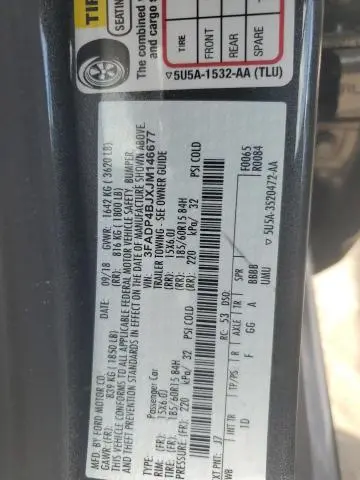 TIR
SEATING
The combined
and cargo s
TIRE
FRONT
REAR
SPARE
5U5A-1532-AA (TLU)
MFD. BY FORD MOTOR CO.
DATE: 09/18 GVWR: 1642 KG ( 3620 LB)
GAWR: (FR): 839 KG ( 1850 LB) (RR): 816 KG ( 1800 LB)
THIS VEHICLE CONFORMS TO ALL APPLICABLE FEDERAL MOTOR VEHICLE SAFETY, BUMPER,
AND THEFT PREVENTION STANDARDS IN EFFECT ON THE DATE OF MANUFACTURE SHOWN ABOVE.
VIN: 3FADP4BJXJM146677
TYPE: Passenger Car TRAILER TOWING - SEE OWNER GUIDE
RIM: (FR): 15X6.0J (RR): 15X6.0J
TIRE: (FR): 185/60R15 84H (RR): 185/60R15 84H
PRESSURE: (FR): 220 kPa/ 32 PSI COLD (RR): 220 kPa/ 32 PSI COLD
F0065
R0084
EXT PNT: J7 RC: 53 DSO:
WB INT TR TP/PS R AXLE TR SPR
1D F GG A BBBB
UMU 5U5A-3520472-AA